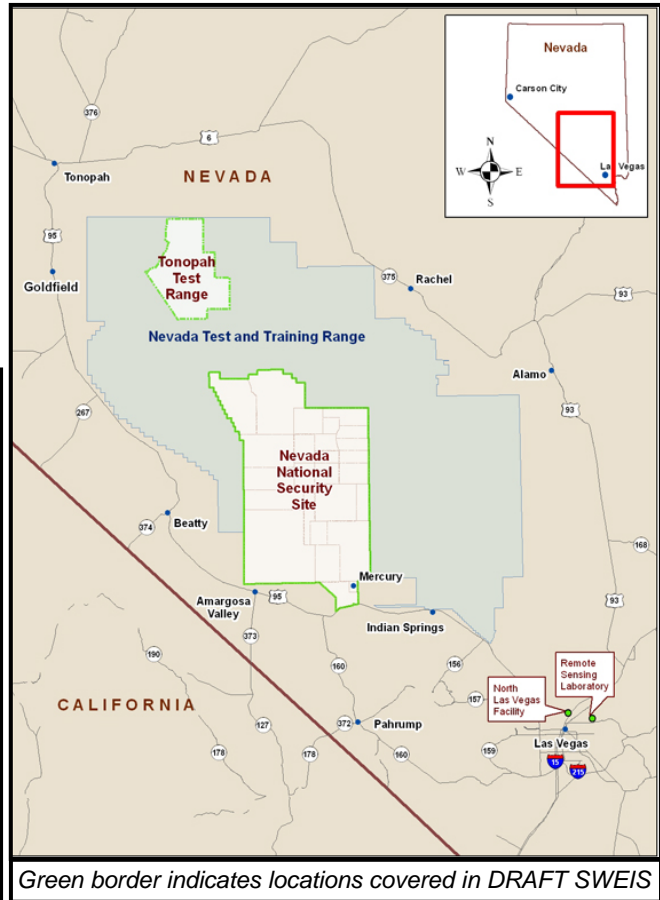 Nevada
Carson City
Las Vegas
N
W
E
S
376
6
Tonopah
NEVADA
95
Goldfield
Tonopah
Test
Range
375
Rachel
93
Nevada Test and Training Range
Alamo
93
267
Nevada
National
Security
Site
374
Beatty
168
Mercury
Amargosa
Valley
95
93
Indian Springs
373
190
160
156
Remote
Sensing
Laboratory
North
Las Vegas
Facility
157
CALIFORNIA
127
372
Pahrump
Las Vegas
178
178
160
159
15
215
Green border indicates locations covered in DRAFT SWEIS